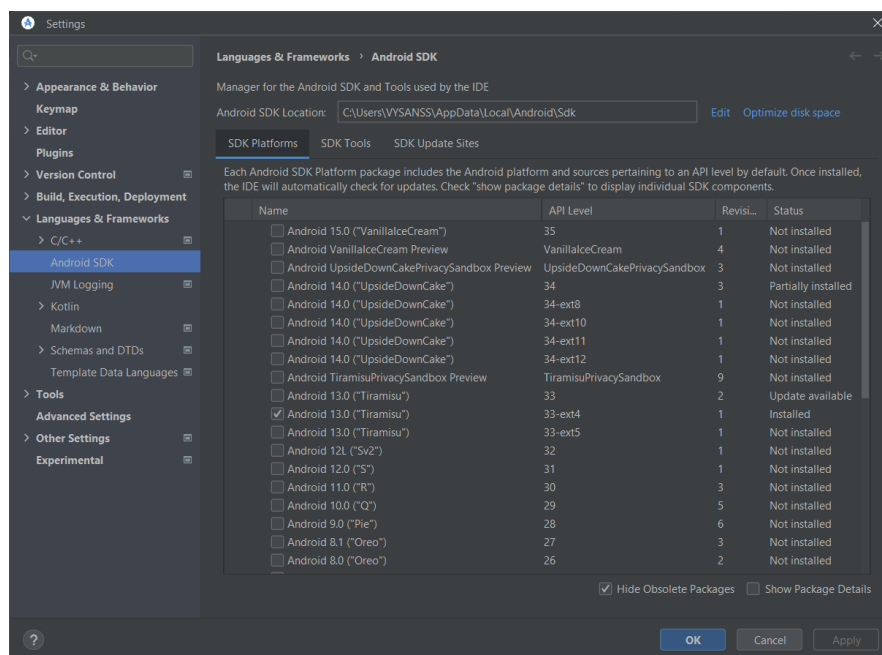 Settings
Languages & Frameworks › Android SDK
Appearance & Behavior
Keymap
Editor
Plugins
Version Control
Build, Execution, Deployment
Languages & Frameworks
C/C++
Android SDK
JVM Logging
Kotlin
Markdown
Schemas and DTDs
Template Data Languages
Tools
Advanced Settings
Other Settings
Experimental
Manager for the Android SDK and Tools used by the IDE
Android SDK Location: C:\Users\VYSANSS\AppData\Local\Android\Sdk Edit Optimize disk space
SDK Platforms SDK Tools SDK Update Sites
Each Android SDK Platform package includes the Android platform and sources pertaining to an API level by default. Once installed,
the IDE will automatically check for updates. Check "show package details" to display individual SDK components.
Name API Level Revisi... Status
Android 15.0 ("VanillaIceCream") 35 1 Not installed
Android VanillaIceCream Preview VanillaIceCream 4 Not installed
Android UpsideDownCakePrivacySandbox Preview UpsideDownCakePrivacySandbox 3 Not installed
Android 14.0 ("UpsideDownCake") 34 3 Partially installed
Android 14.0 ("UpsideDownCake") 34-ext8 1 Not installed
Android 14.0 ("UpsideDownCake") 34-ext10 1 Not installed
Android 14.0 ("UpsideDownCake") 34-ext11 1 Not installed
Android 14.0 ("UpsideDownCake") 34-ext12 1 Not installed
Android TiramisuPrivacySandbox Preview TiramisuPrivacySandbox 9 Not installed
Android 13.0 ("Tiramisu") 33 2 Update available
Android 13.0 ("Tiramisu") 33-ext4 1 Installed
Android 13.0 ("Tiramisu") 33-ext5 1 Not installed
Android 12L ("Sv2") 32 1 Not installed
Android 12.0 ("S") 31 1 Not installed
Android 11.0 ("R") 30 3 Not installed
Android 10.0 ("Q") 29 5 Not installed
Android 9.0 ("Pie") 28 6 Not installed
Android 8.1 ("Oreo") 27 3 Not installed
Android 8.0 ("Oreo") 26 2 Not installed
Hide Obsolete Packages Show Package Details
? OK Cancel Apply